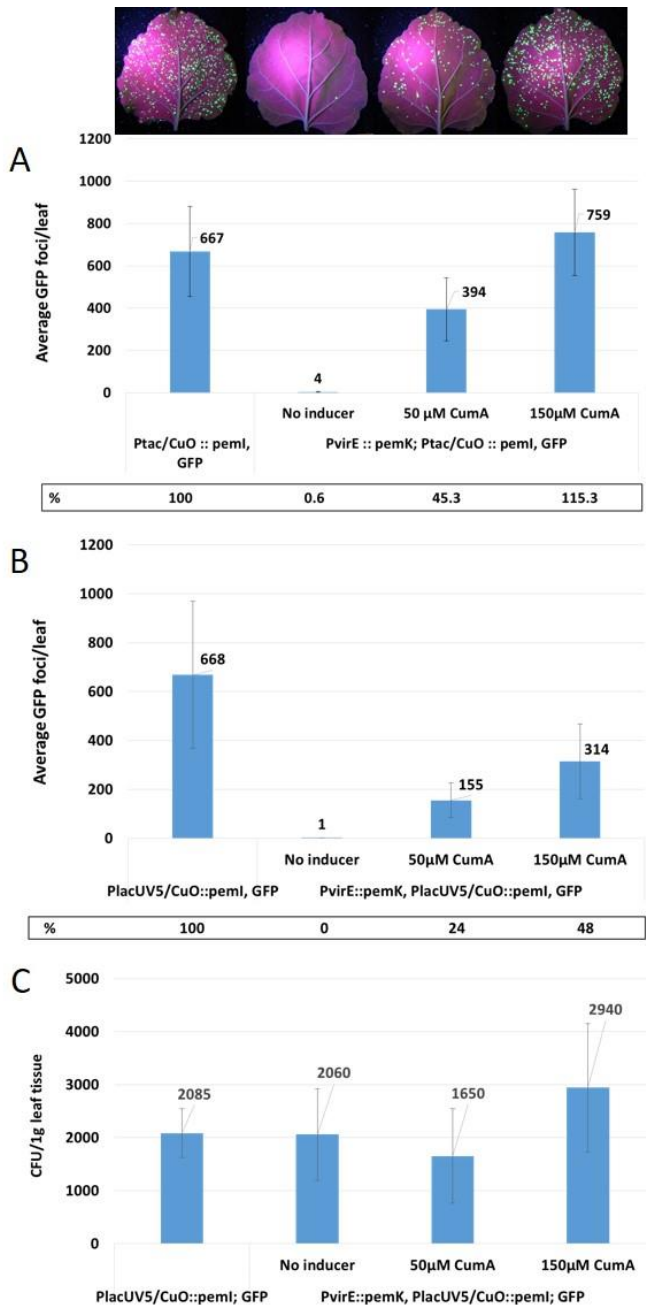 A
1200
1000
800
600
400
200
0
Average GFP foci/leaf
667
4
394
759
No inducer 50 µM CumA 150µM CumA
Ptac/CuO :: pemI, GFP
PvirE :: pemK; Ptac/CuO :: pemI, GFP
% 100 0.6 45.3 115.3
B
1200
1000
800
600
400
200
0
Average GFP foci/leaf
668
1
155
314
No inducer 50µM CumA 150µM CumA
PlacUV5/CuO::pemI, GFP PvirE::pemK, PlacUV5/CuO::pemI, GFP
% 100 0 24 48
C
5000
4000
3000
2000
1000
0
CFU/1g leaf tissue
2085
2060
1650
2940
No inducer 50µM CumA 150µM CumA
PlacUV5/CuO::pemI; GFP PvirE::pemK, PlacUV5/CuO::pemI; GFP